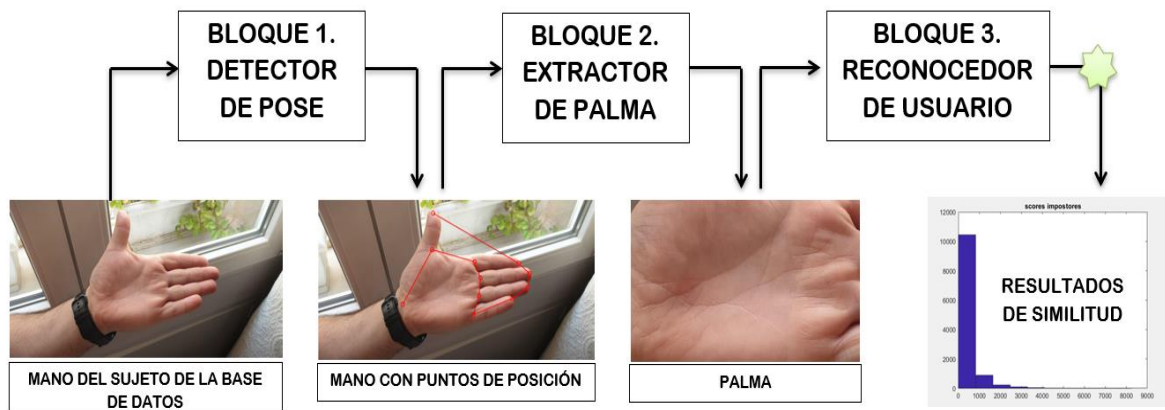 BLOQUE 1.
DETECTOR
DE POSE
BLOQUE 2.
EXTRACTOR
DE PALMA
BLOQUE 3.
RECONOCEDOR
DE USUARIO
MANO DEL SUJETO DE LA BASE
DE DATOS
MANO CON PUNTOS DE POSICIÓN
PALMA
scores impostores
12000
10000
8000
6000
4000
2000
0
0 1000 2000 3000 4000 5000 6000 7000 8000 9000
RESULTADOS
DE SIMILITUD